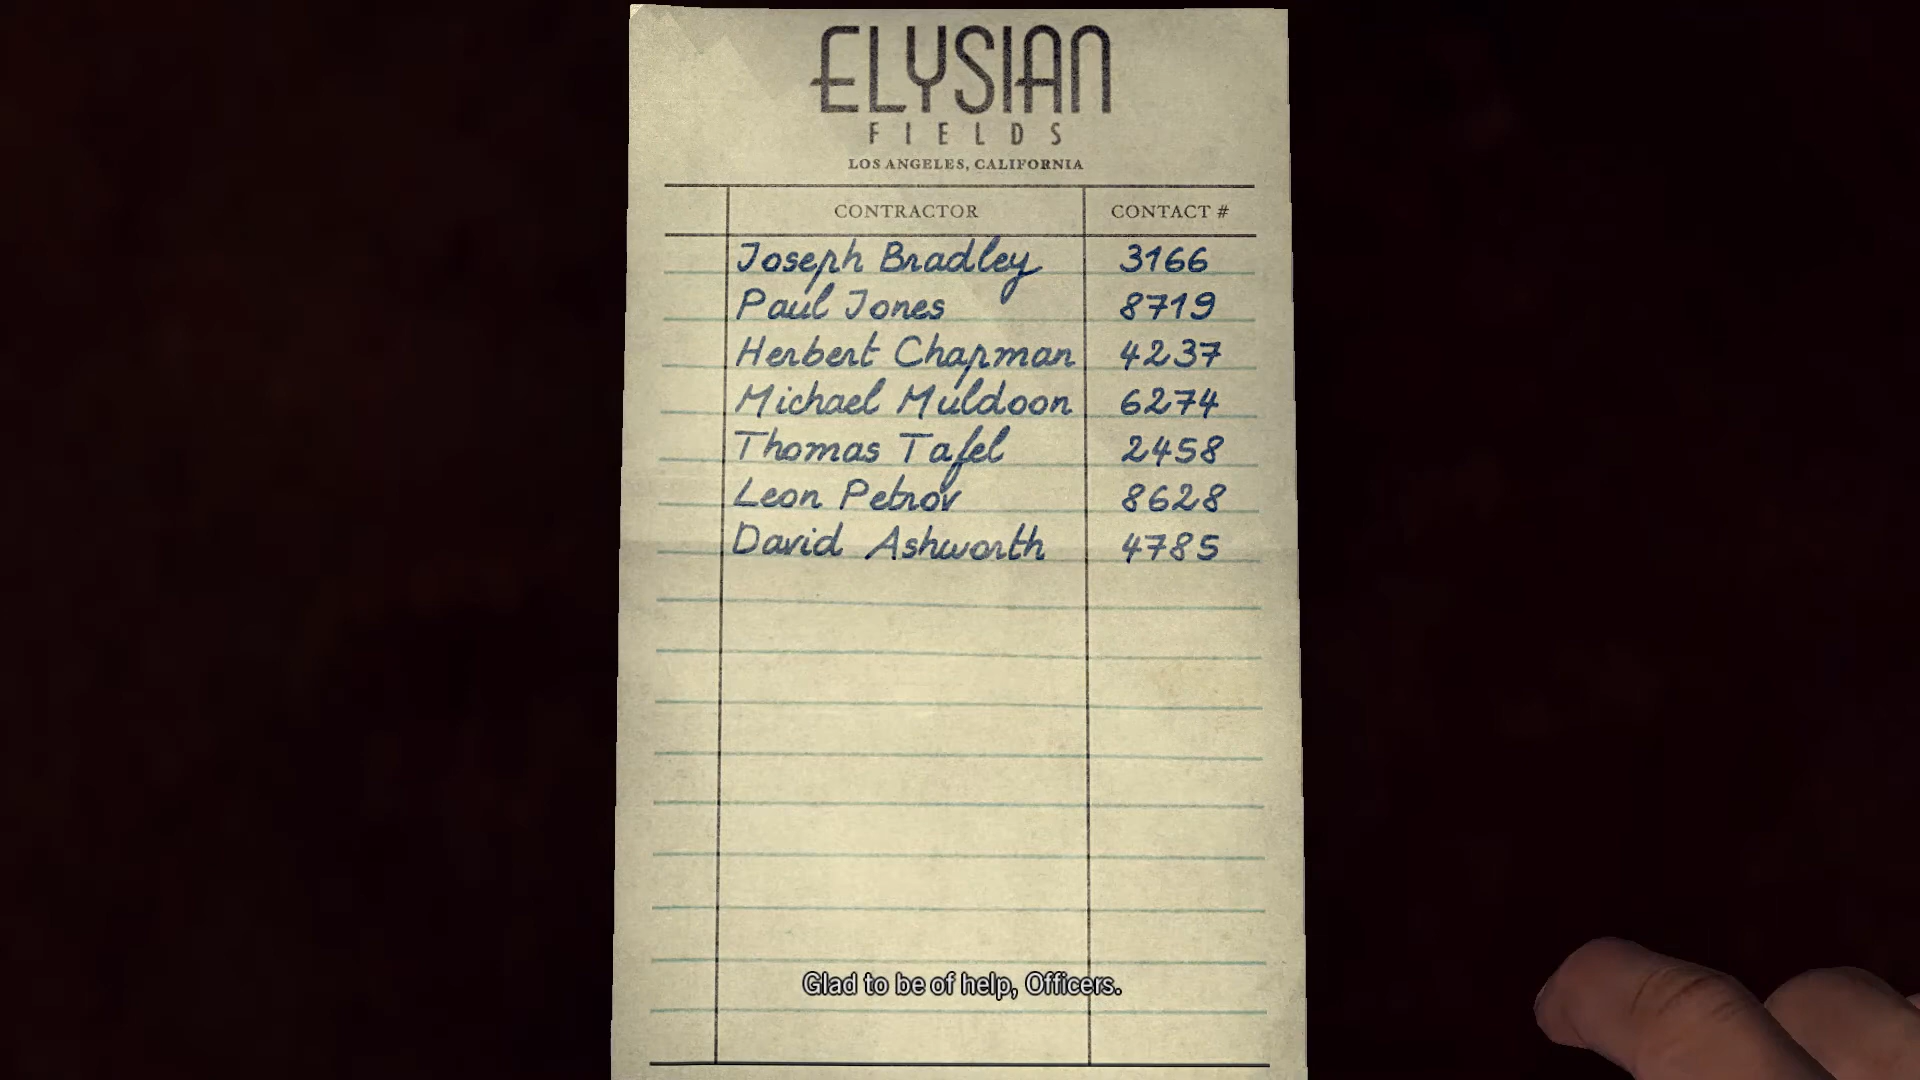 ELYSIAN
FIELDS
LOS ANGELES, CALIFORNIA
CONTRACTOR CONTACT #
Joseph Bradley 3166
Paul Jones 8719
Herbert Chapman 4237
Michael Muldoon 6274
Thomas Tafel 2458
Leon Petrov 8628
David Ashworth 4785
Glad to be of help, Officers.